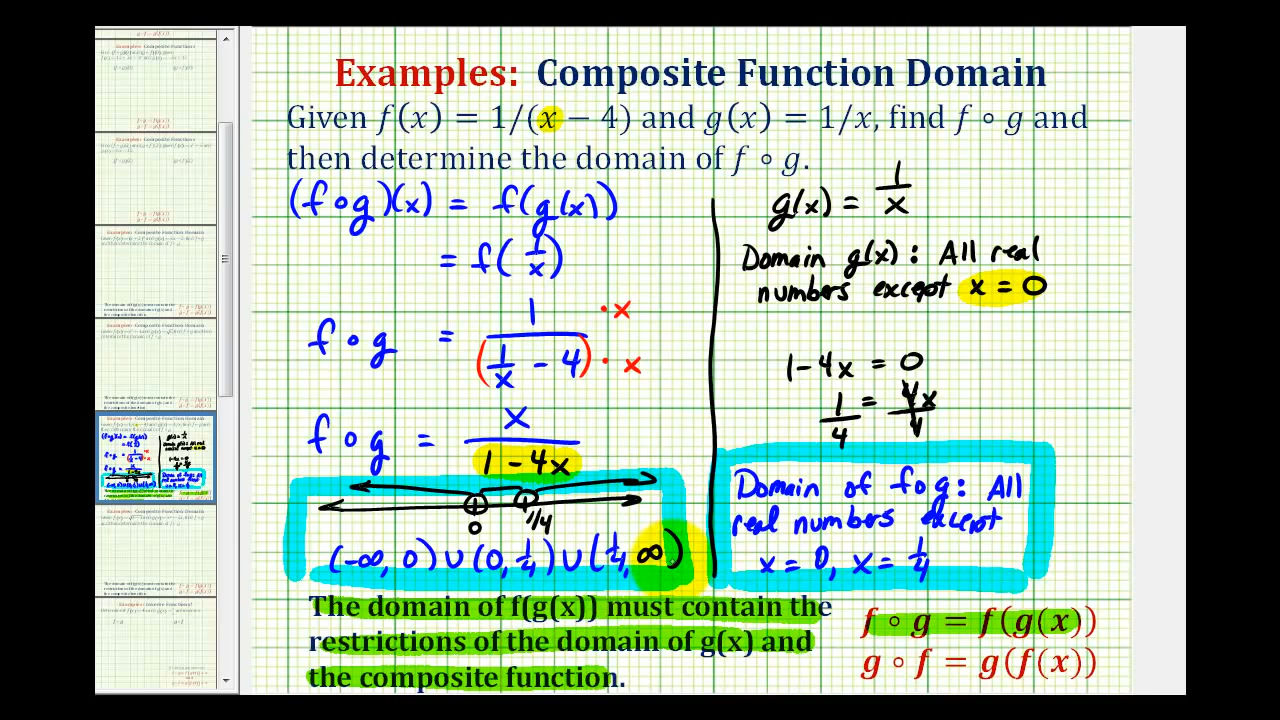 Examples: Composite Function Domain
Given f(x) = 1/(x − 4) and g(x) = 1/x, find f ∘ g and
then determine the domain of f ∘ g.
(f∘g)(x) = f(g(x))
= f(1/x)
f∘g = 1/(1/x − 4) · x · x
f∘g = x/(1−4x)
0 1/4
(-∞, 0) ∪ (0, 1/4) ∪ (1/4, ∞)
g(x) = 1/x
Domain g(x): All real
numbers except x = 0
1−4x = 0
1/4 = 4x/4
Domain of f∘g: All
real numbers except
x = 0, x = 1/4
The domain of f(g(x)) must contain the
restrictions of the domain of g(x) and
the composite function.
f ∘ g = f(g(x))
g ∘ f = g(f(x))